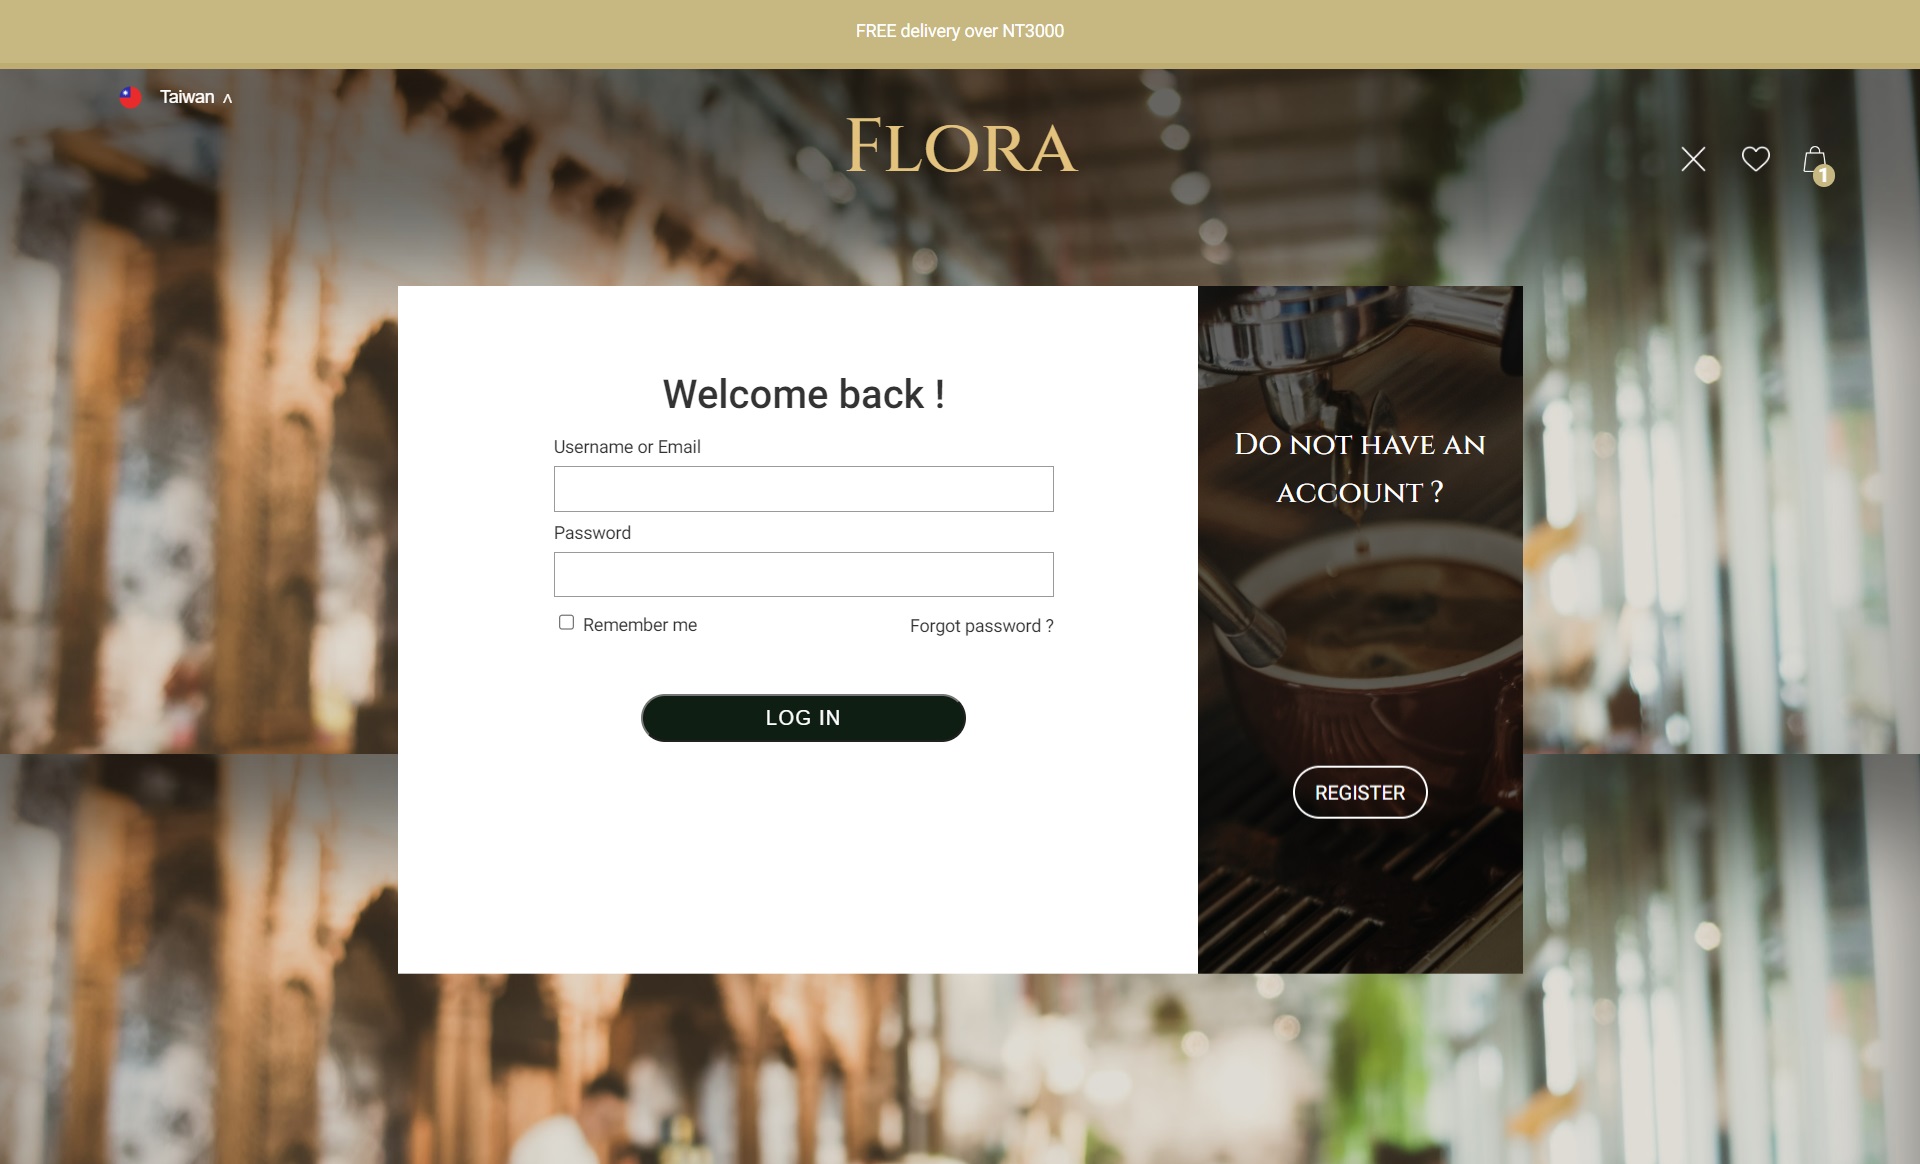 FREE delivery over NT3000
Taiwan ʌ
FLORA
1
Welcome back !
Username or Email
Password
Remember me
Forgot password ?
LOG IN
Do not have an
account ?
REGISTER